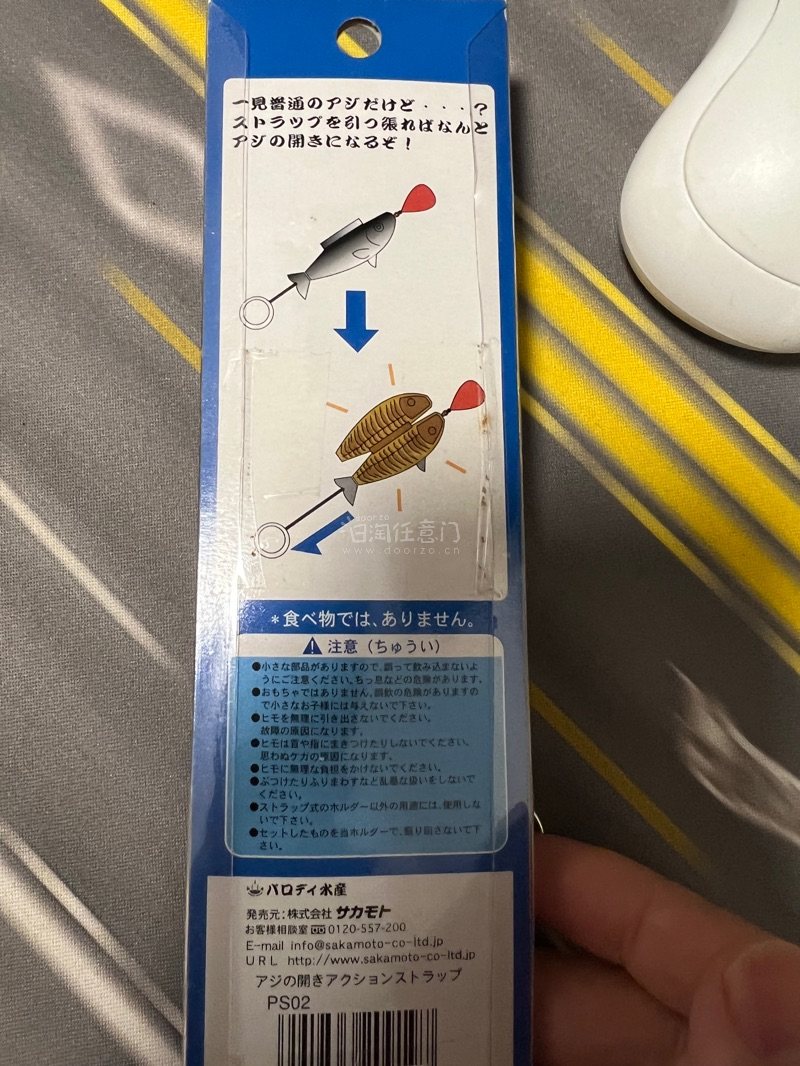 一見普通のアジだけど・・・?
ストラップを引っ張ればなんと
アジの開きになるぞ!
doorzo
日淘任意门
www.doorzo.cn
*食べ物では、ありません。
注意(ちゅうい)
●小さな部品がありますので、誤って飲み込まないよ
うにご注意ください。ちっ息などの危険があります。
●おもちゃではありません。誤飲の危険がありますの
で小さなお子様には与えないで下さい。
●ヒモを無理に引き出さないでください。
故障の原因になります。
●ヒモは首や指にまきつけたりしないでください。
思わぬケガの原因になります。
●ヒモに無理な負担をかけないでください。
●ぶつけたりふりまわすなど乱暴な扱いをしないで
ください。
●ストラップ式のホルダー以外の用途には、使用しな
いで下さい。
●セットしたものを当ホルダーで、振り回さないで下
さい。
パロディ水産
発売元:株式会社 サカモト
お客様相談室 0120-557-200
E-mail info@sakamoto-co-ltd.jp
URL http://www.sakamoto-co-ltd.jp
アジの開きアクションストラップ
PS02